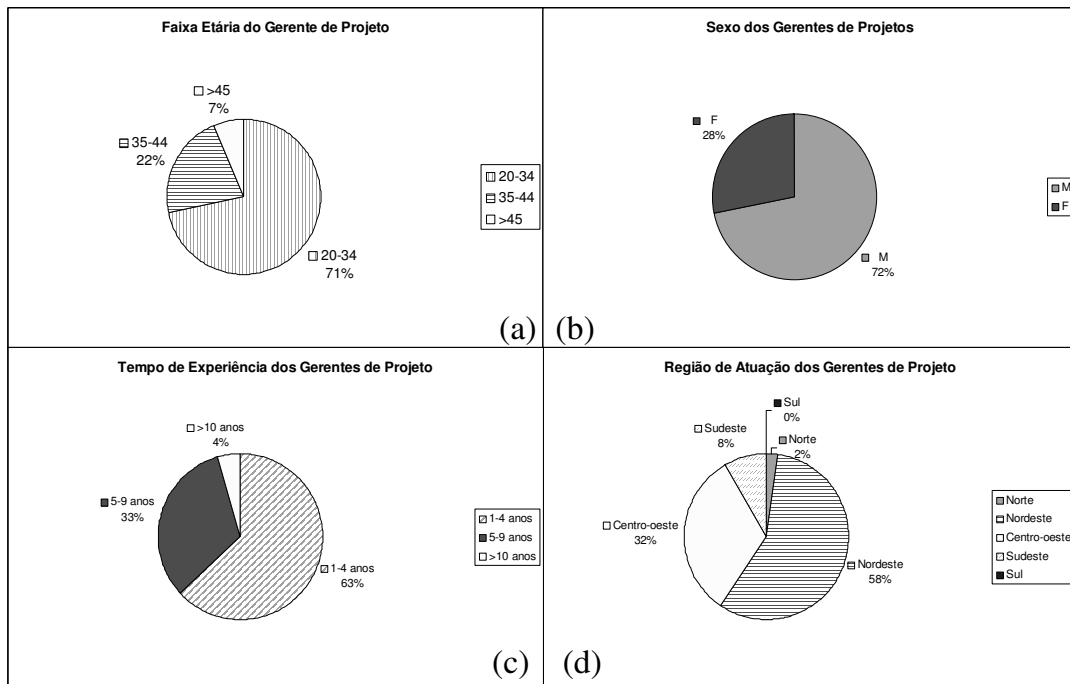 Faixa Etária do Gerente de Projeto
>45
7%
35-44
22%
20-34
71%
20-34
35-44
>45
(a)
Sexo dos Gerentes de Projetos
F
28%
M
72%
M
F
(b)
Tempo de Experiência dos Gerentes de Projeto
>10 anos
4%
5-9 anos
33%
1-4 anos
63%
1-4 anos
5-9 anos
>10 anos
(c)
Região de Atuação dos Gerentes de Projeto
Sul
0%
Sudeste
8%
Norte
2%
Centro-oeste
32%
Nordeste
58%
Norte
Nordeste
Centro-oeste
Sudeste
Sul
(d)